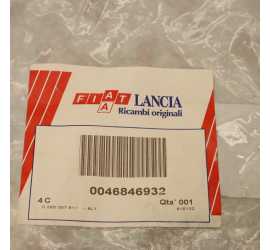 FIAT LANCIA
Ricambi originali
0046846932
4 C Qta' 001